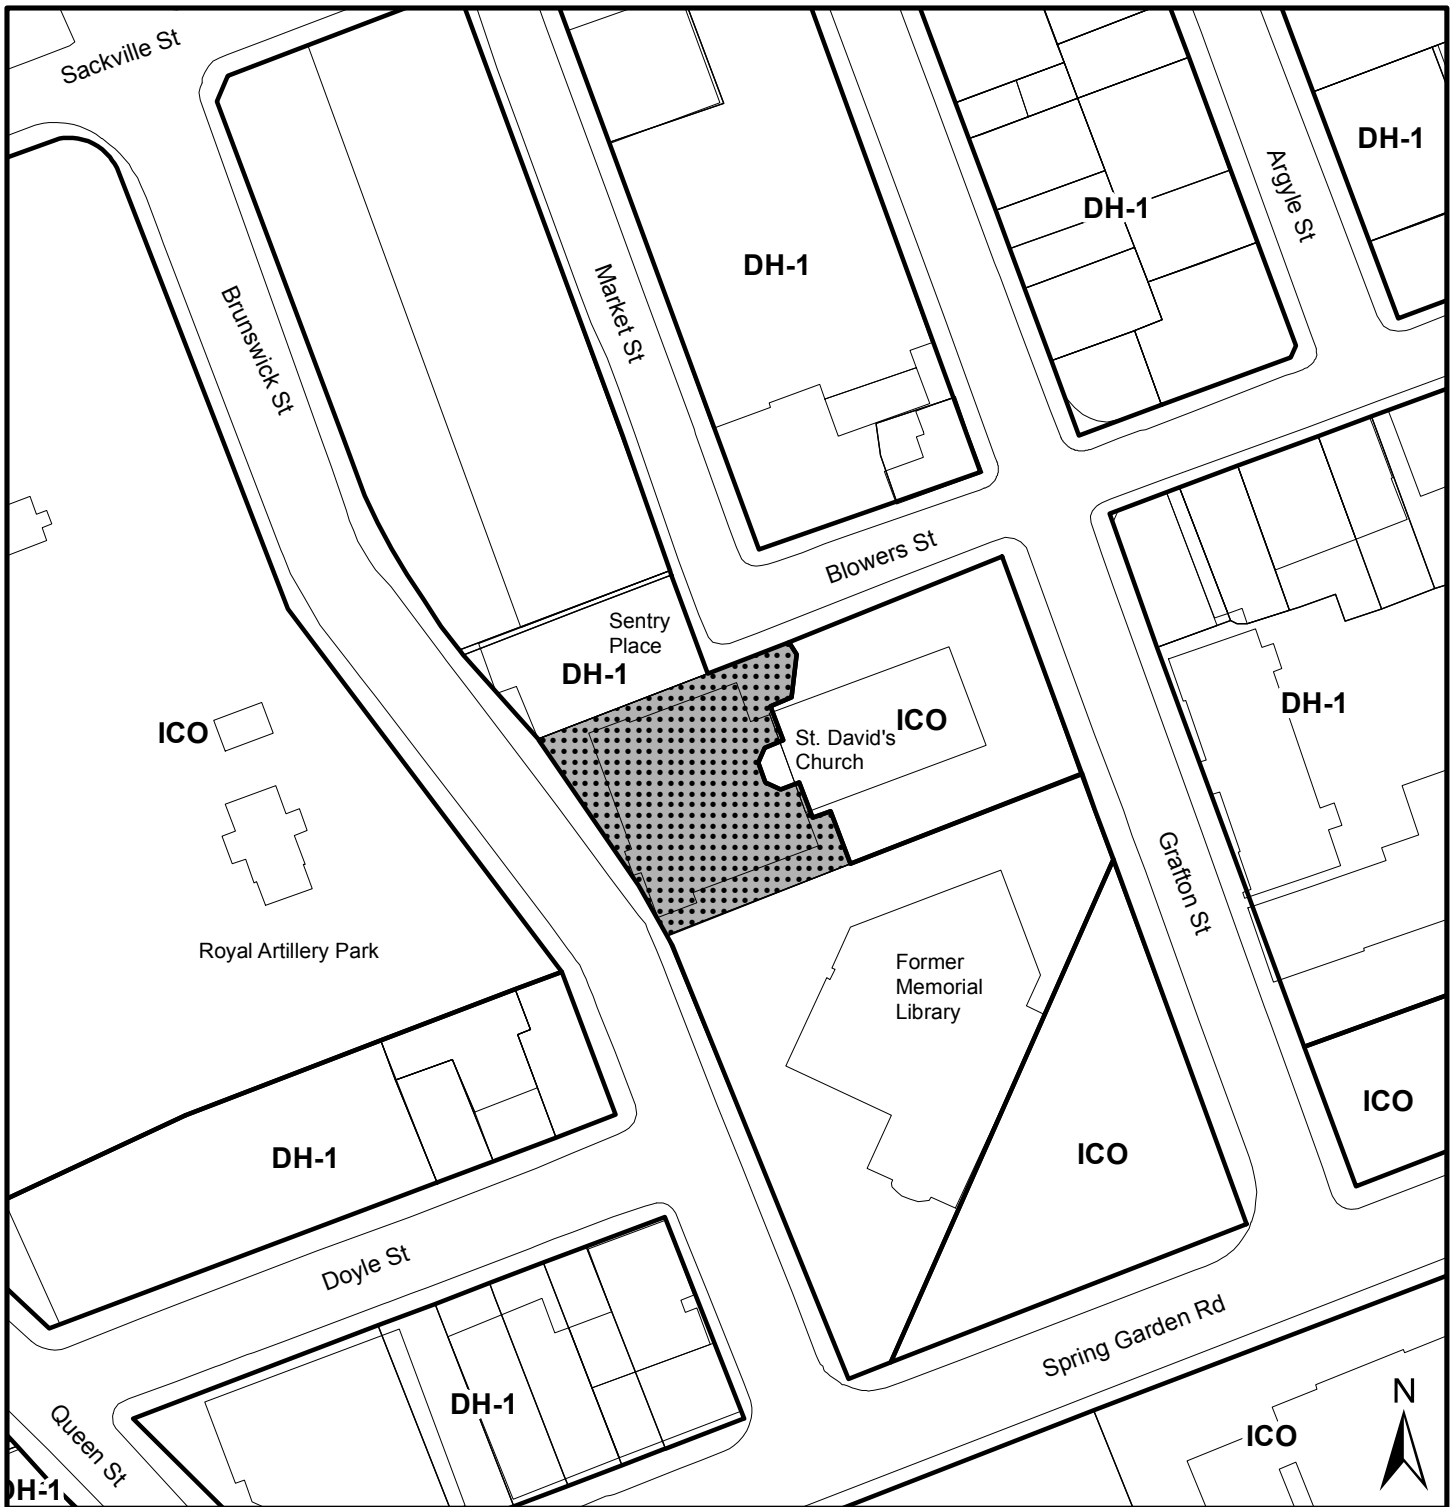 Sackville St
DH-1
Argyle St
DH-1
DH-1
Market St
Brunswick St
Blowers St
Sentry
Place
DH-1
ICO
St. David's
Church
DH-1
ICO
Grafton St
Royal Artillery Park
Former
Memorial
Library
ICO
DH-1
ICO
Doyle St
Spring Garden Rd
DH-1
N
Queen St
ICO
DH-1